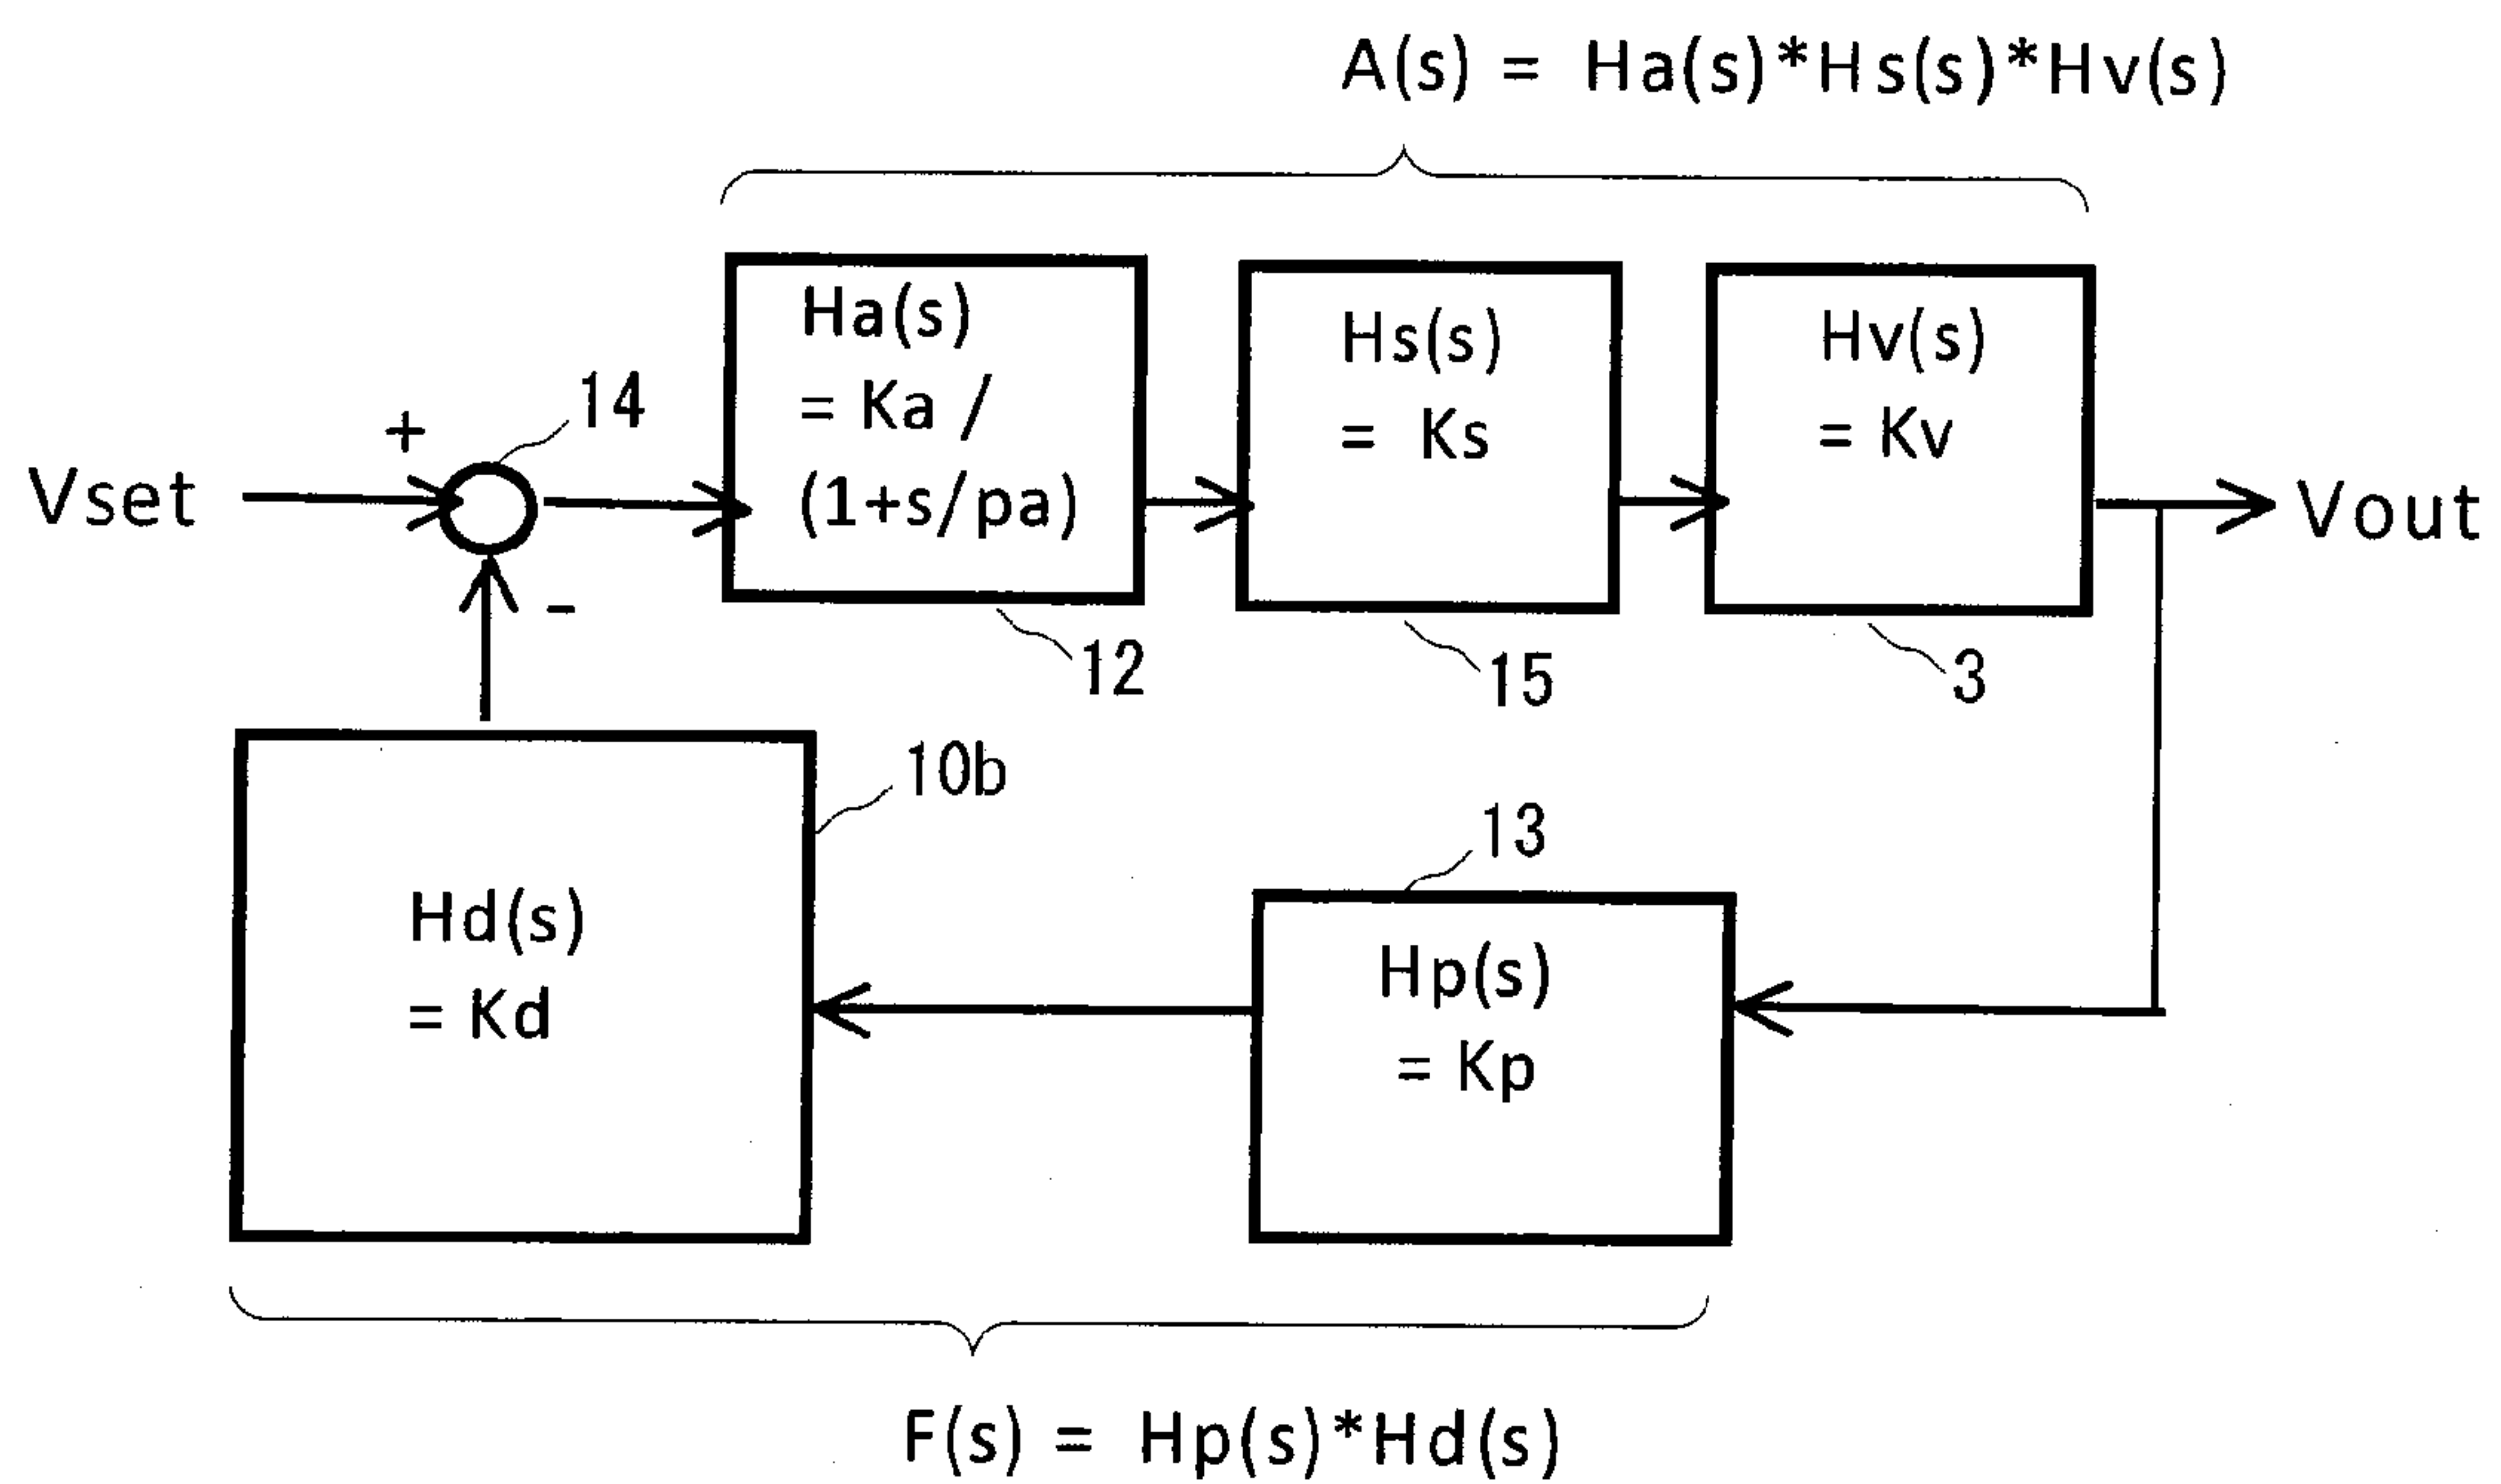 A(s) = Ha(s)*Hs(s)*Hv(s)
Ha(s)
= Ka /
(1+s/pa)
Hs(s)
= Ks
Hv(s)
= Kv
14
+
Vset
Vout
-
12
15
3
10b
13
Hd(s)
= Kd
Hp(s)
= Kp
F(s) = Hp(s)*Hd(s)